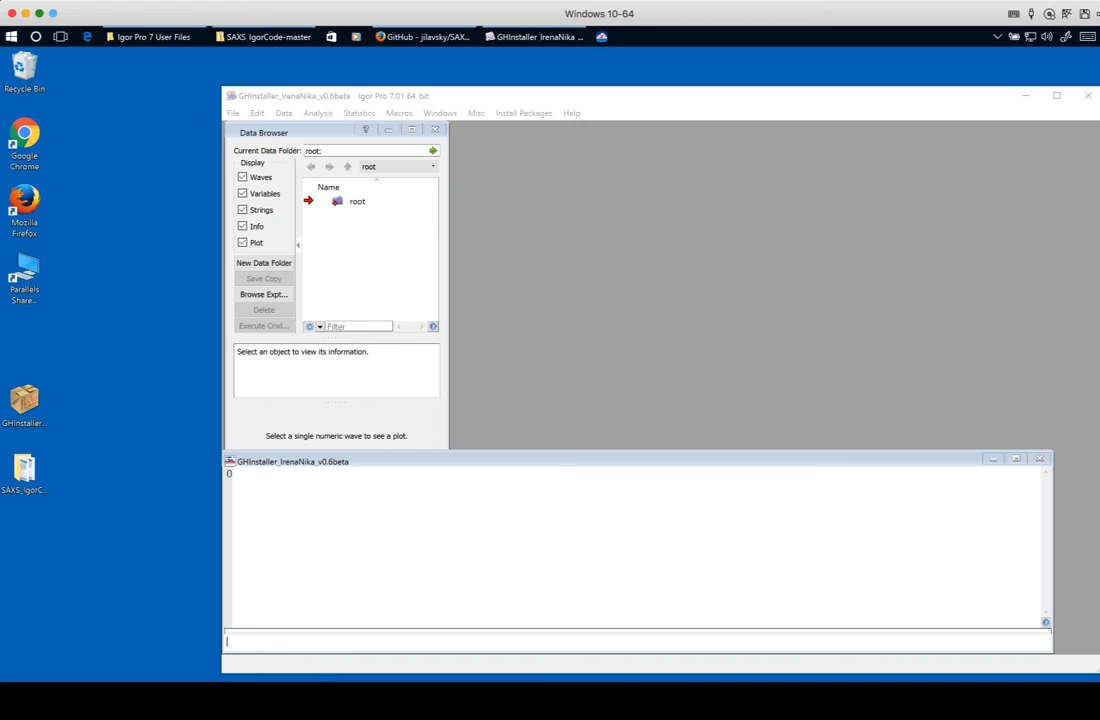 Windows 10-64
Igor Pro 7 User Files
SAXS_IgorCode-master
GitHub - jilavsky/SAX...
GHInstaller_IrenaNika ...
Recycle Bin
Google
Chrome
Mozilla
Firefox
Parallels
Share...
GHInstaller...
SAXS_IgorC...
GHInstaller_IrenaNika_v0.6beta    Igor Pro 7.01 64 bit
File Edit Data Analysis Statistics Macros Windows Misc Install Packages Help
Data Browser
Current Data Folder: root:
Display
root
Waves
Name
Variables
root
Strings
Info
Plot
New Data Folder
Save Copy
Browse Expt...
Delete
Execute Cmd...
Filter
Select an object to view its information.
Select a single numeric wave to see a plot.
GHInstaller_IrenaNika_v0.6beta
0